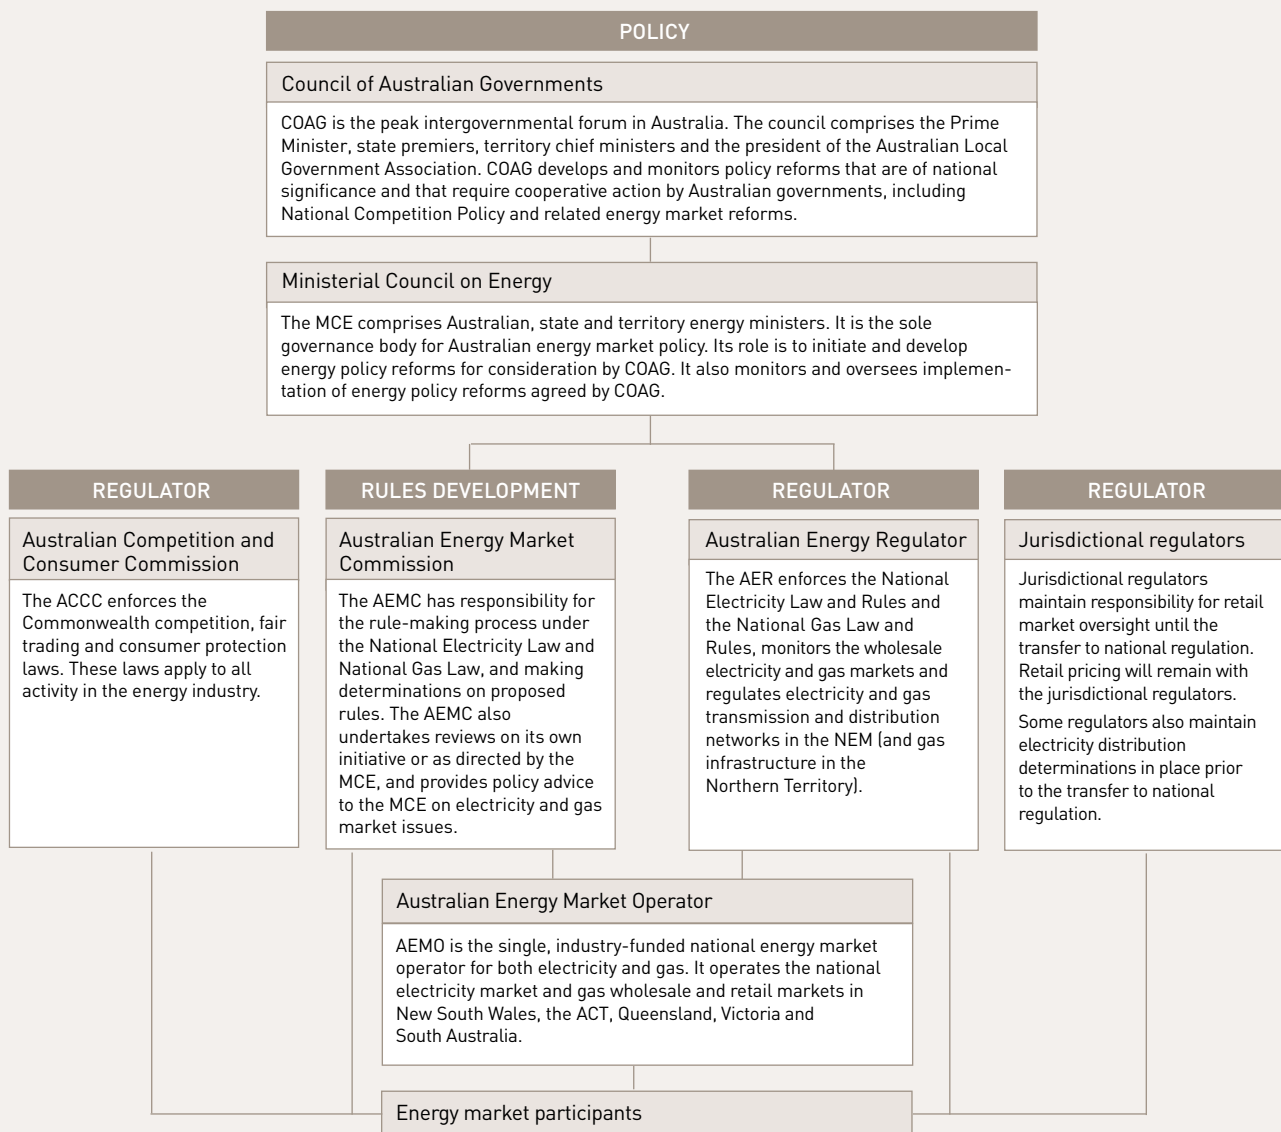 POLICY
Council of Australian Governments
COAG is the peak intergovernmental forum in Australia. The council comprises the Prime
Minister, state premiers, territory chief ministers and the president of the Australian Local
Government Association. COAG develops and monitors policy reforms that are of national
significance and that require cooperative action by Australian governments, including
National Competition Policy and related energy market reforms.
Ministerial Council on Energy
The MCE comprises Australian, state and territory energy ministers. It is the sole
governance body for Australian energy market policy. Its role is to initiate and develop
energy policy reforms for consideration by COAG. It also monitors and oversees implemen-
tation of energy policy reforms agreed by COAG.
REGULATOR
Australian Competition and
Consumer Commission
The ACCC enforces the
Commonwealth competition, fair
trading and consumer protection
laws. These laws apply to all
activity in the energy industry.
RULES DEVELOPMENT
Australian Energy Market
Commission
The AEMC has responsibility for
the rule-making process under
the National Electricity Law and
National Gas Law, and making
determinations on proposed
rules. The AEMC also
undertakes reviews on its own
initiative or as directed by the
MCE, and provides policy advice
to the MCE on electricity and gas
market issues.
REGULATOR
Australian Energy Regulator
The AER enforces the National
Electricity Law and Rules and
the National Gas Law and
Rules, monitors the wholesale
electricity and gas markets and
regulates electricity and gas
transmission and distribution
networks in the NEM (and gas
infrastructure in the
Northern Territory).
REGULATOR
Jurisdictional regulators
Jurisdictional regulators
maintain responsibility for retail
market oversight until the
transfer to national regulation.
Retail pricing will remain with
the jurisdictional regulators.
Some regulators also maintain
electricity distribution
determinations in place prior
to the transfer to national
regulation.
Australian Energy Market Operator
AEMO is the single, industry-funded national energy market
operator for both electricity and gas. It operates the national
electricity market and gas wholesale and retail markets in
New South Wales, the ACT, Queensland, Victoria and
South Australia.
Energy market participants